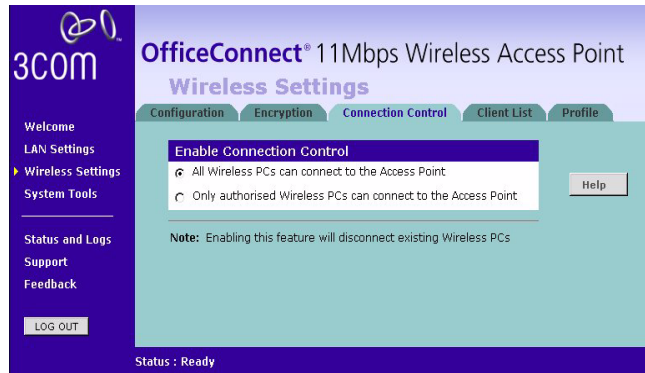 3COM
OfficeConnect® 11Mbps Wireless Access Point
Wireless Settings
Configuration
Encryption
Connection Control
Client List
Profile
Welcome
LAN Settings
Wireless Settings
System Tools
Status and Logs
Support
Feedback
LOG OUT
Enable Connection Control
All Wireless PCs can connect to the Access Point
Only authorised Wireless PCs can connect to the Access Point
Help
Note: Enabling this feature will disconnect existing Wireless PCs
Status : Ready